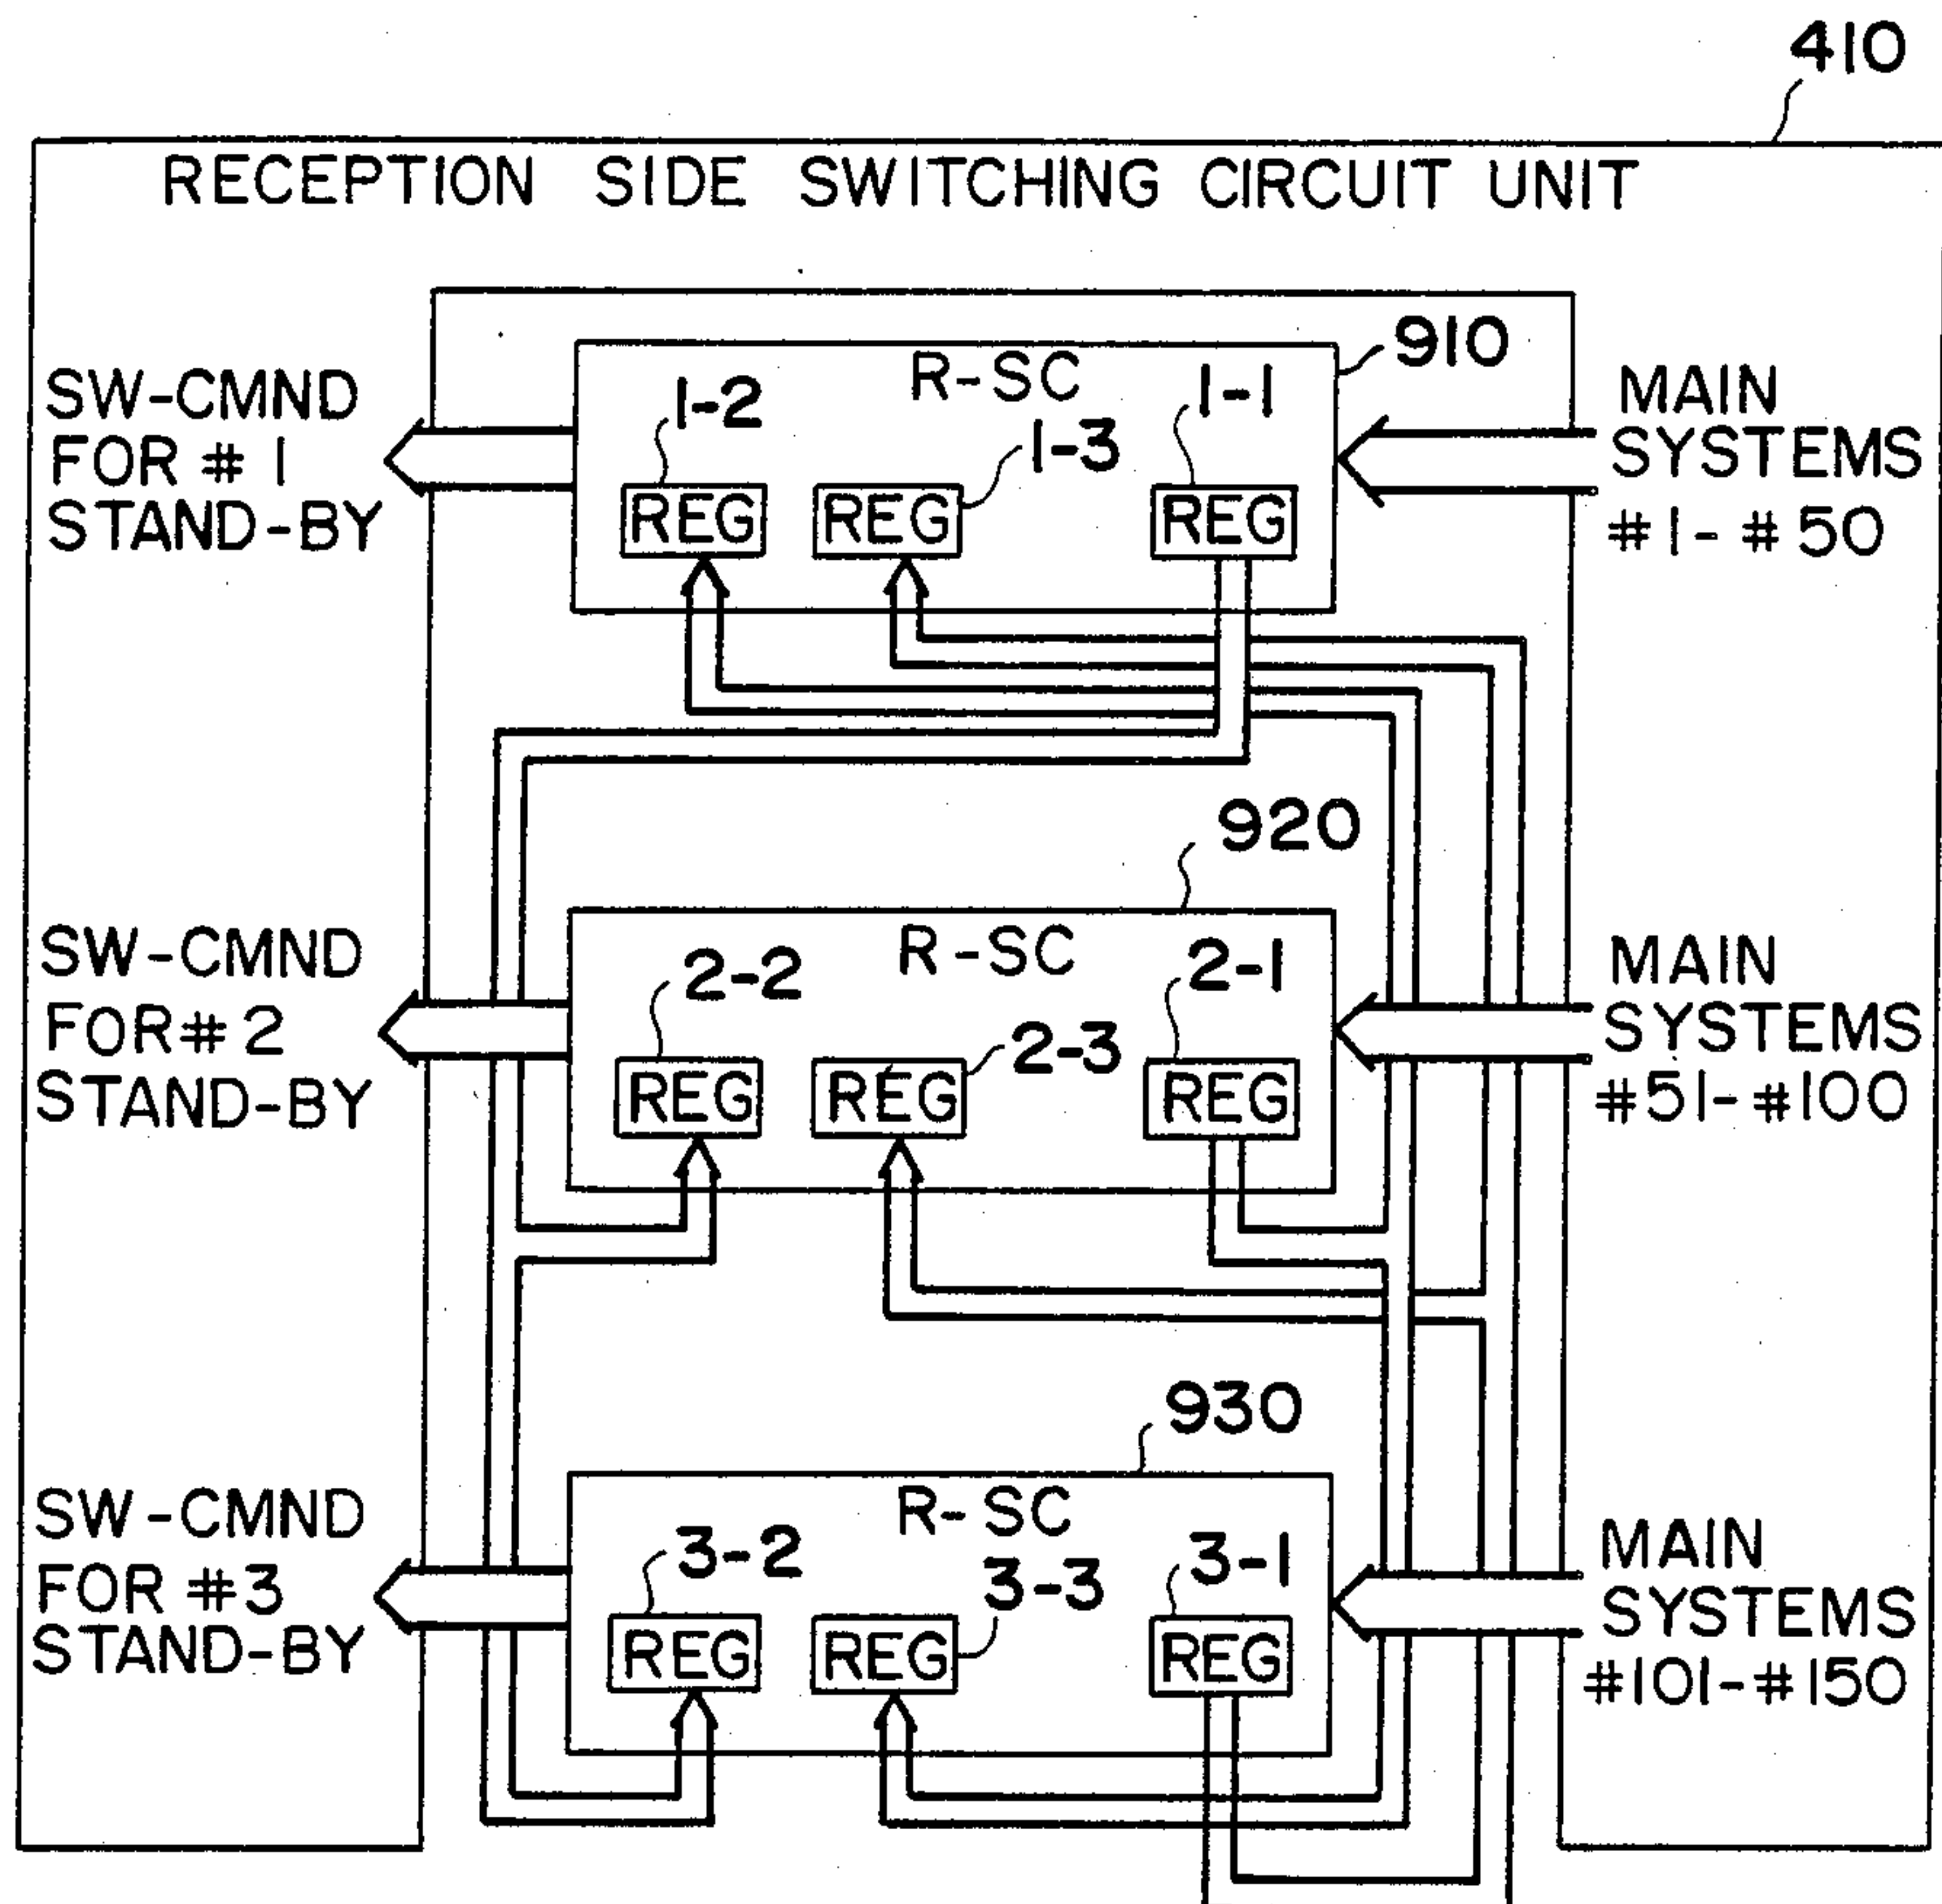 410
RECEPTION SIDE SWITCHING CIRCUIT UNIT
910
R-SC
1-2
1-3
1-1
REG
REG
REG
SW-CMND
FOR # 1
STAND-BY
MAIN
SYSTEMS
#1-#50
920
R-SC
2-2
2-3
2-1
REG
REG
REG
SW-CMND
FOR# 2
STAND-BY
MAIN
SYSTEMS
#51-#100
930
R-SC
3-2
3-3
3-1
REG
REG
REG
SW-CMND
FOR #3
STAND-BY
MAIN
SYSTEMS
#101-#150